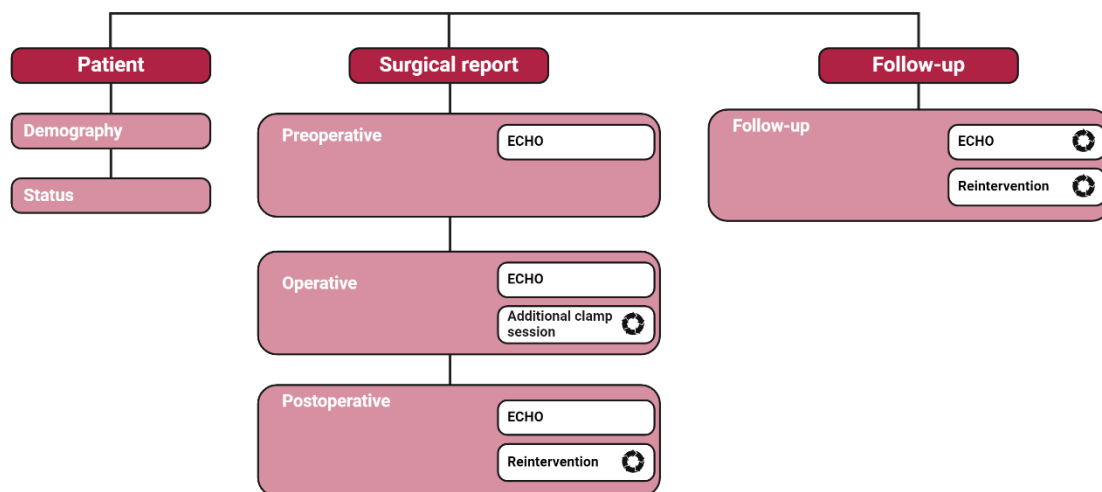 Patient
Surgical report
Follow-up
Demography
Status
Preoperative
ECHO
Operative
ECHO
Additional clamp
session
Postoperative
ECHO
Reintervention
Follow-up
ECHO
Reintervention